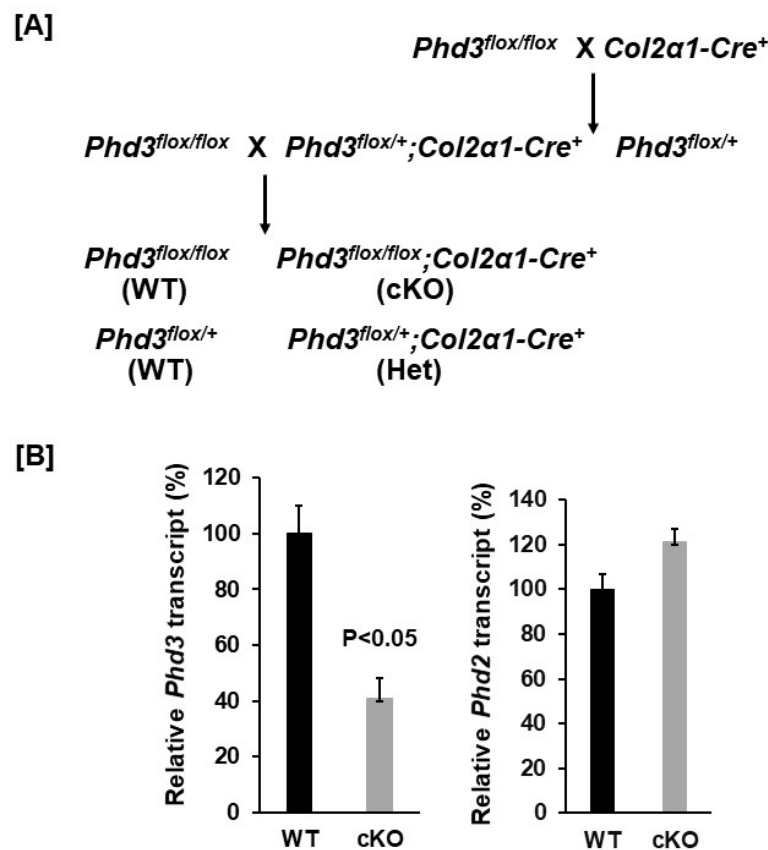 [A]
Phd3flox/flox X Col2α1-Cre+
Phd3flox/flox X Phd3flox/+;Col2α1-Cre+ Phd3flox/+
Phd3flox/flox Phd3flox/flox;Col2α1-Cre+
(WT) (cKO)
Phd3flox/+ Phd3flox/+;Col2α1-Cre+
(WT) (Het)
[B]
Relative Phd3 transcript (%)
120
100
80
60
40
20
0
P<0.05
WT cKO
Relative Phd2 transcript (%)
140
120
100
80
60
40
20
0
WT cKO